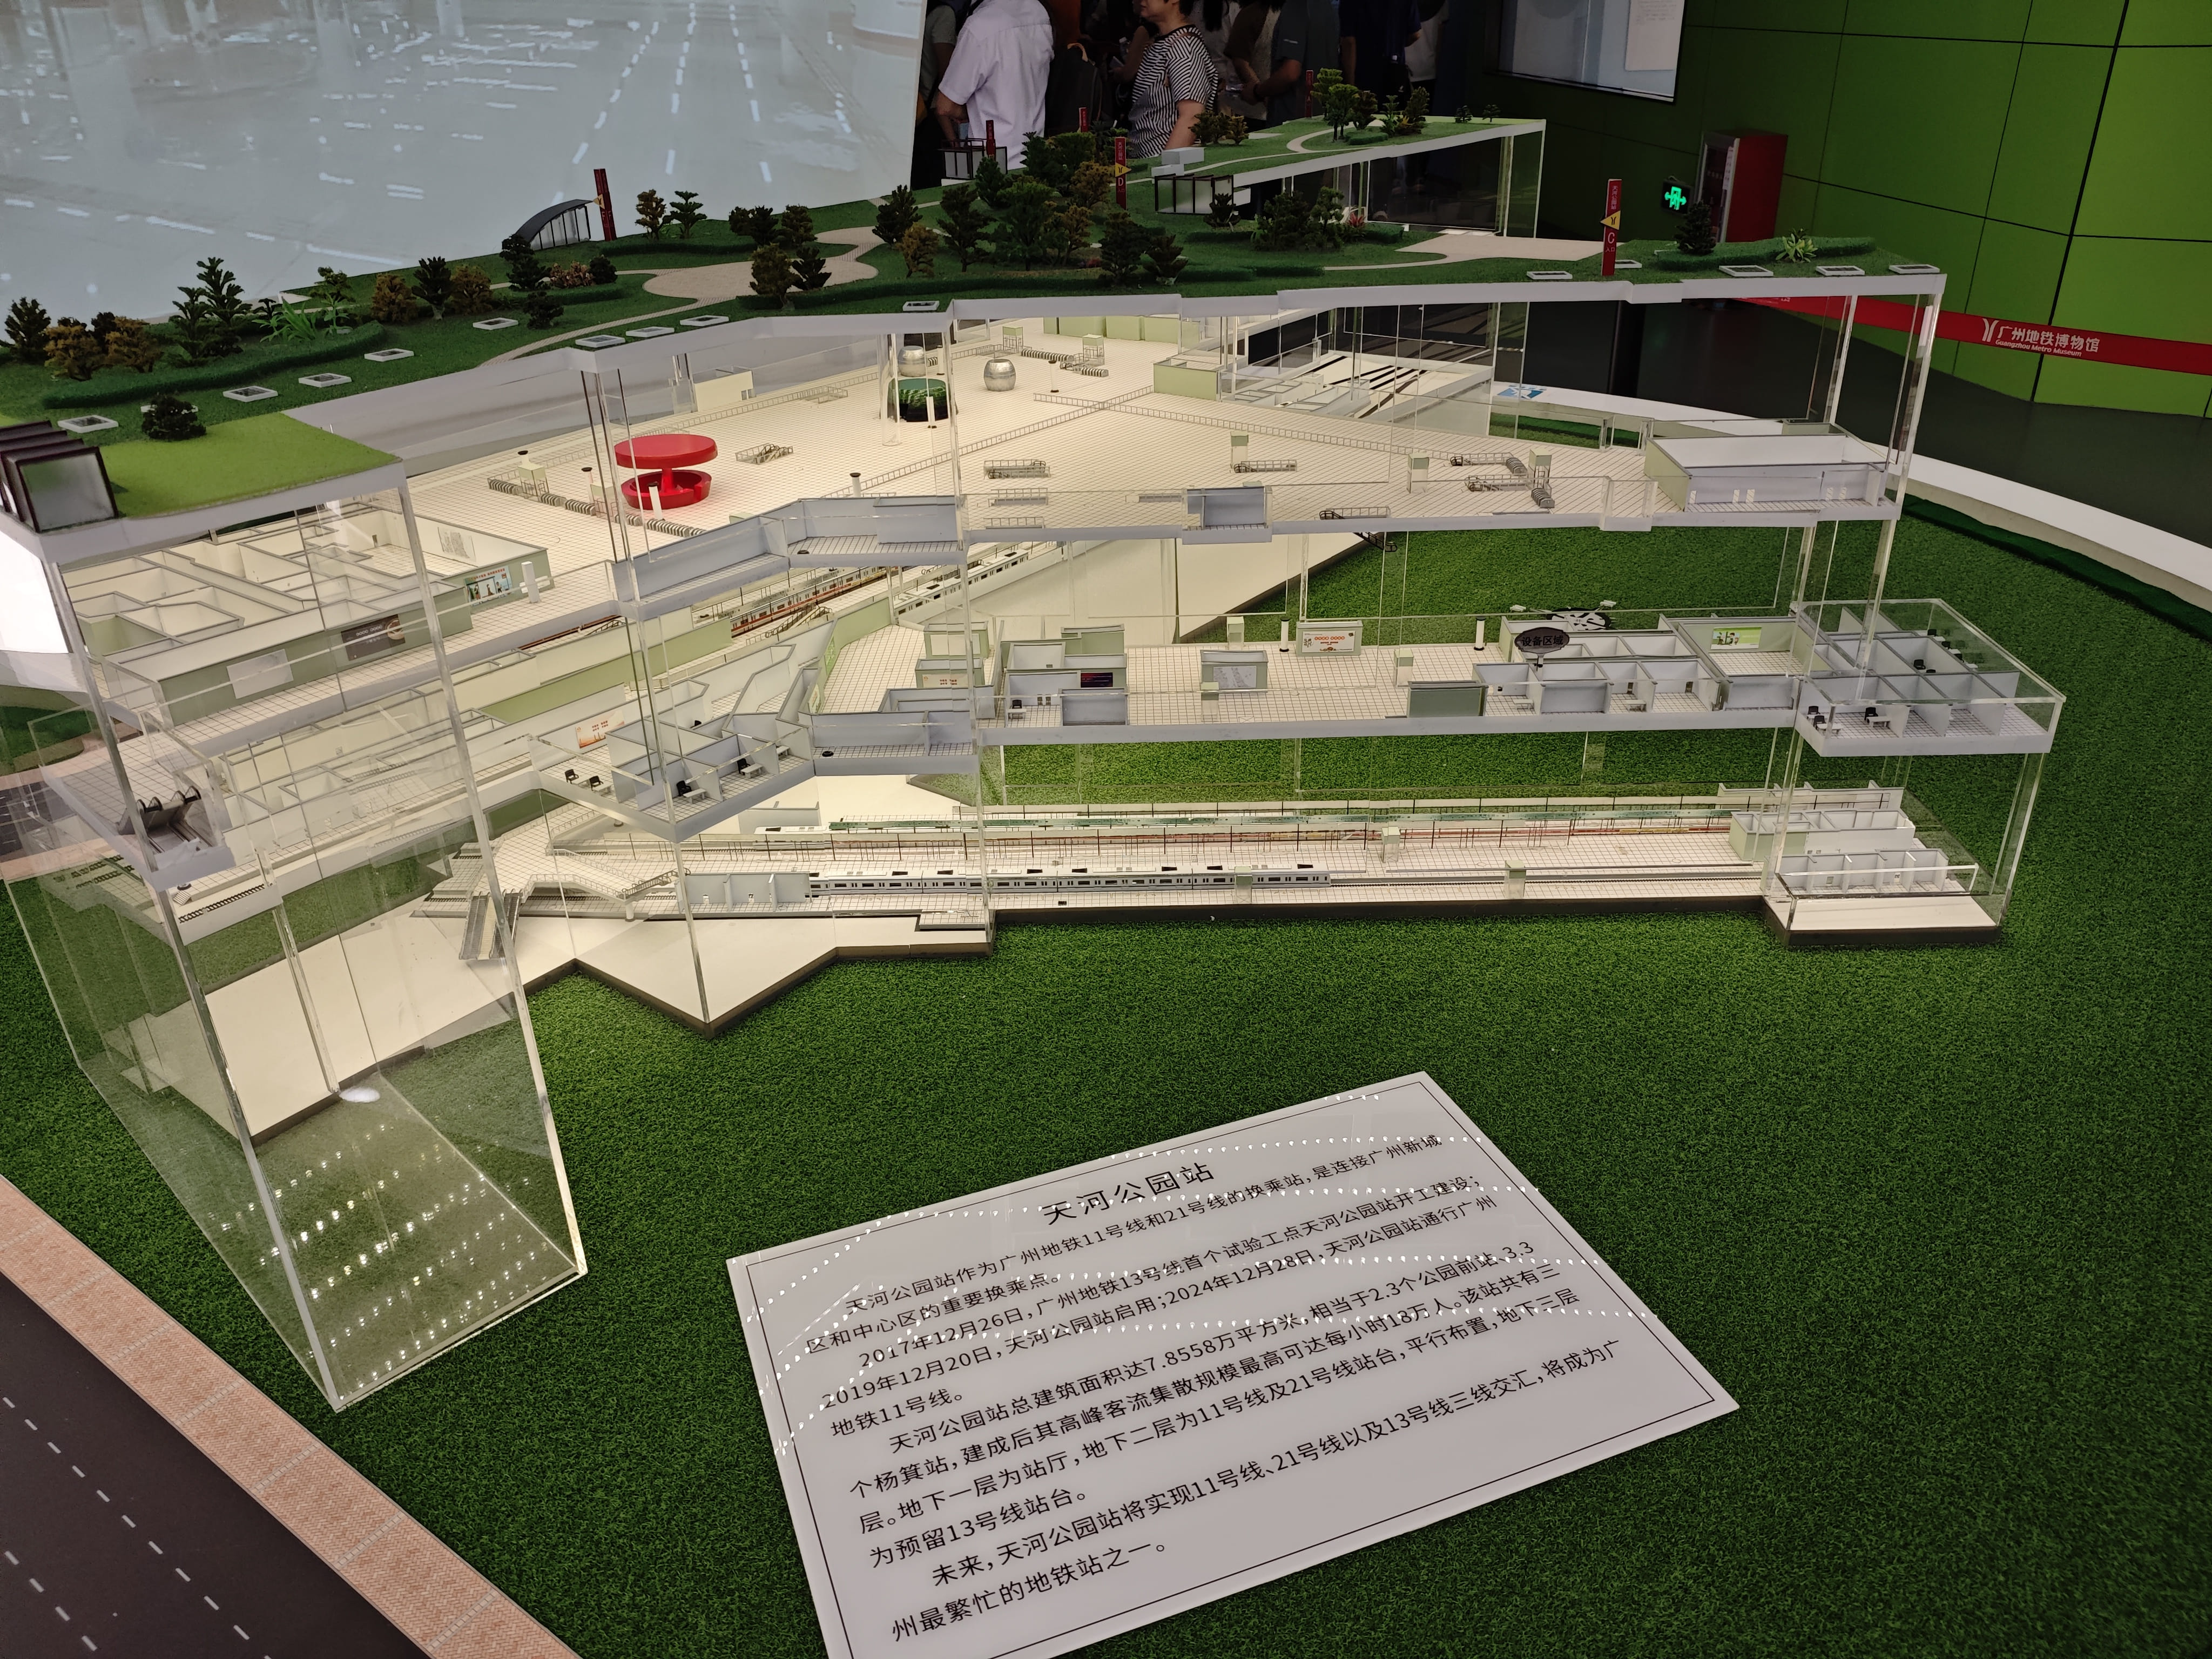 广州地铁博物馆
Guangzhou Metro Museum
D
C
设备区域
天河公园站
天河公园站作为广州地铁11号线和21号线的换乘站,是连接广州新城
区和中心区的重要换乘点。
2017年12月26日,广州地铁13号线首个试验工点天河公园站开工建设;
2019年12月20日,天河公园站启用;2024年12月28日,天河公园站通行广州
地铁11号线。
天河公园站总建筑面积达7.8558万平方米,相当于2.3个公园前站、3.3
个杨箕站,建成后其高峰客流集散规模最高可达每小时18万人。该站共有三
层。地下一层为站厅,地下二层为11号线及21号线站台,平行布置,地下三层
为预留13号线站台。
未来,天河公园站将实现11号线、21号线以及13号线三线交汇,将成为广
州最繁忙的地铁站之一。